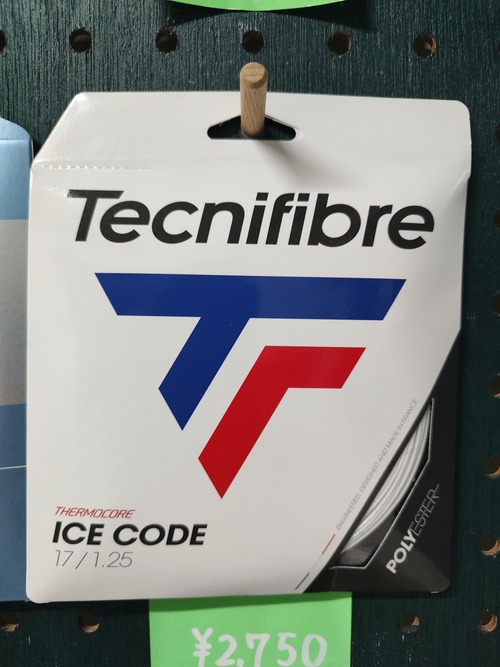 Tecnifibre
THERMOCORE
ICE CODE
17 / 1.25
ENGINEERED, DESIGNED AND MADE IN FRANCE
POLYESTER
¥2,750